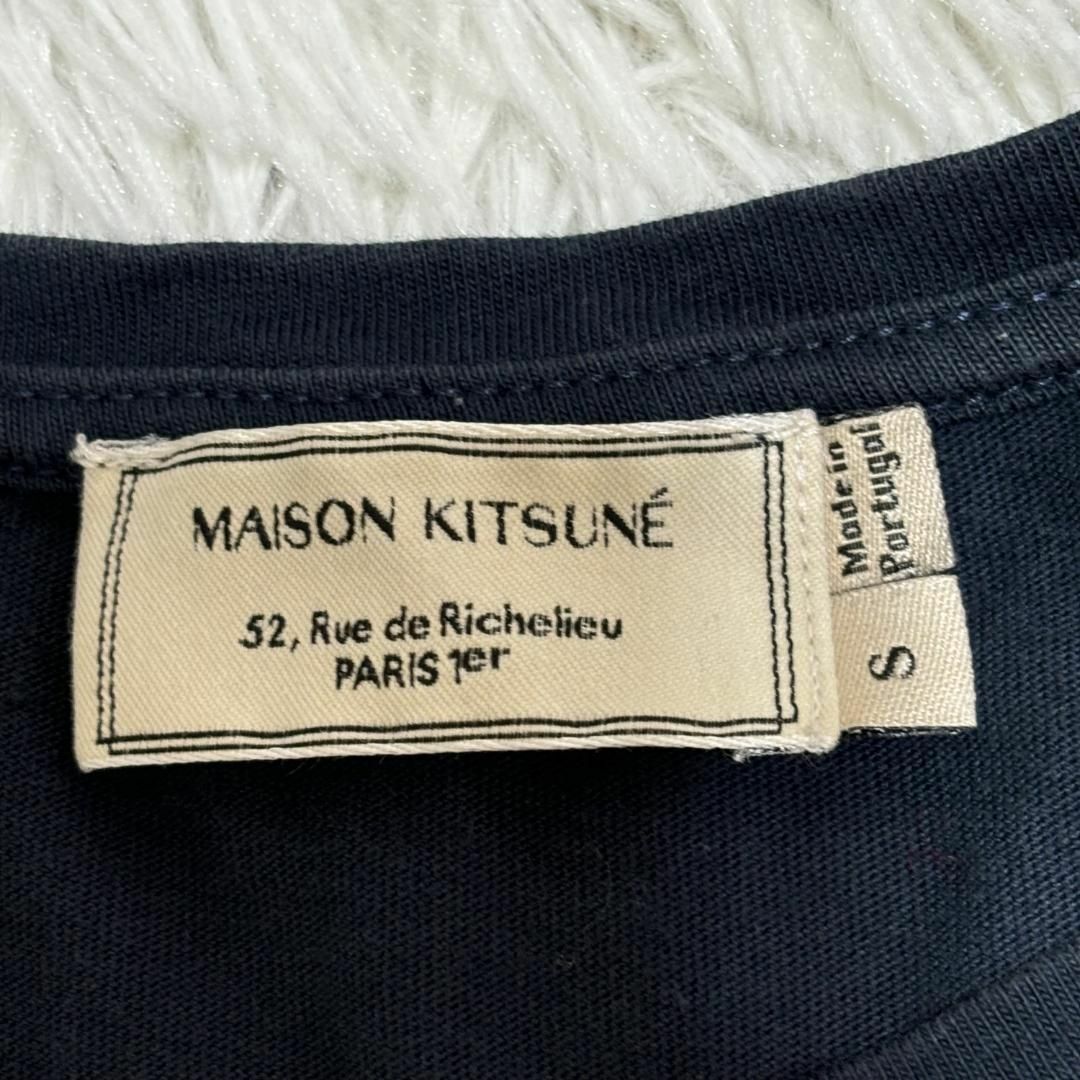 MAISON KITSUNÉ
52, Rue de Richelieu
PARIS 1er
Made in
Portugal
S